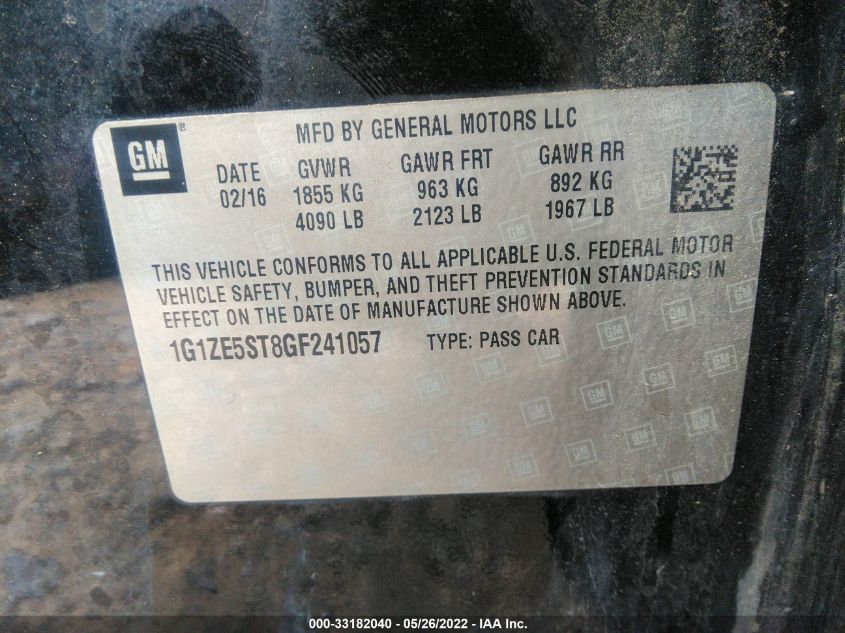 GM ® MFD BY GENERAL MOTORS LLC
DATE GVWR GAWR FRT GAWR RR
02/16 1855 KG 963 KG 892 KG
4090 LB 2123 LB 1967 LB
THIS VEHICLE CONFORMS TO ALL APPLICABLE U.S. FEDERAL MOTOR
VEHICLE SAFETY, BUMPER, AND THEFT PREVENTION STANDARDS IN
EFFECT ON THE DATE OF MANUFACTURE SHOWN ABOVE.
1G1ZE5ST8GF241057 TYPE: PASS CAR
000-33182040 - 05/26/2022 - IAA Inc.